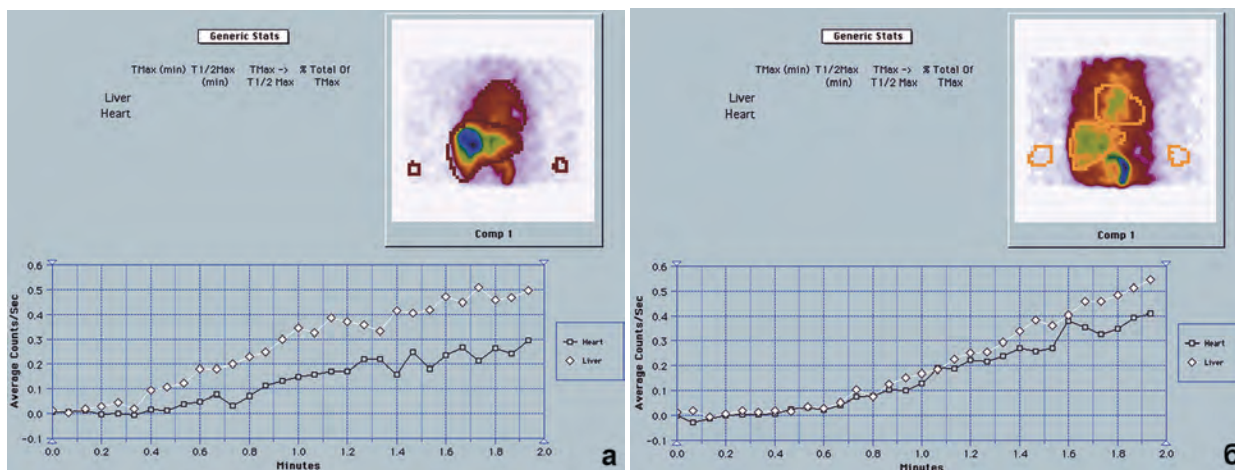 Generic Stats
TMax (min) T1/2Max TMax -> % Total Of
(min) T1/2 Max TMax
Liver
Heart
Comp 1
Average Counts/Sec
0.6
0.5
0.4
0.3
0.2
0.1
0.0
-0.1
0.0 0.2 0.4 0.6 0.8 1.0 1.2 1.4 1.6 1.8 2.0
Minutes
Heart
Liver
а
Generic Stats
TMax (min) T1/2Max TMax -> % Total Of
(min) T1/2 Max TMax
Liver
Heart
Comp 1
Average Counts/Sec
0.6
0.5
0.4
0.3
0.2
0.1
0.0
-0.1
0.0 0.2 0.4 0.6 0.8 1.0 1.2 1.4 1.6 1.8 2.0
Minutes
Heart
Liver
б